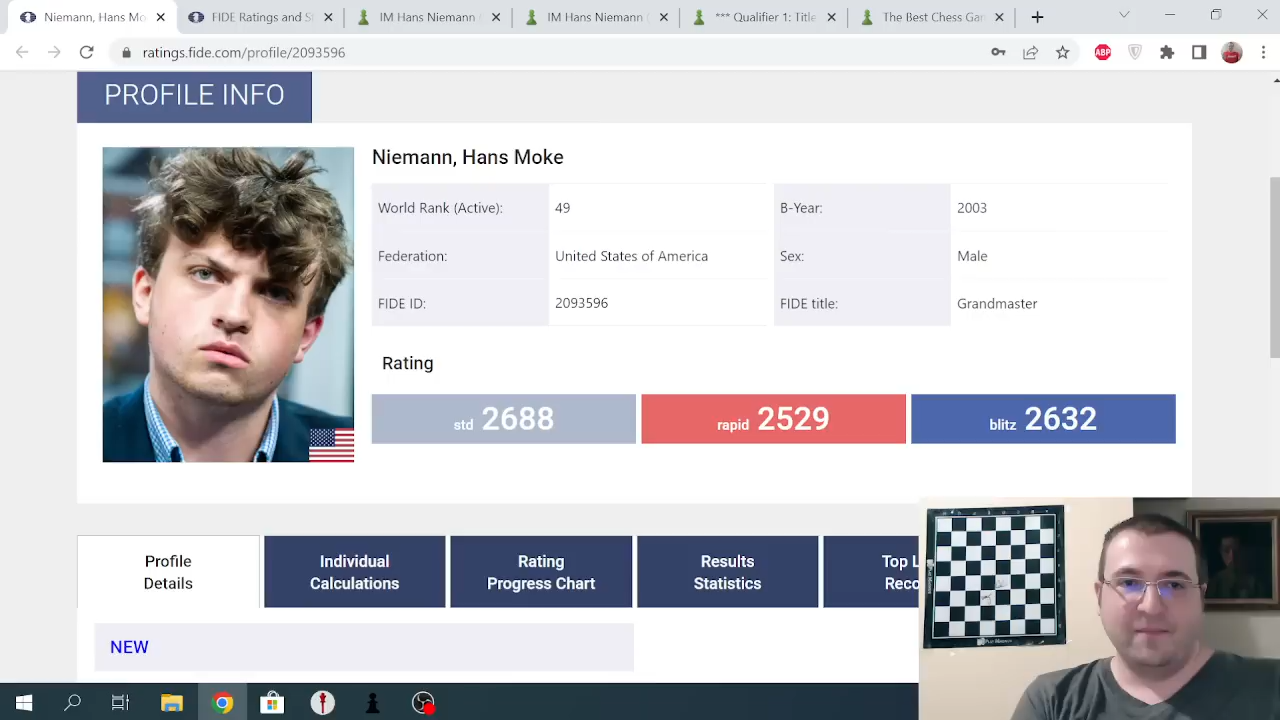 Niemann, Hans Mo
FIDE Ratings and S
IM Hans Niemann
IM Hans Niemann (
*** Qualifier 1: Title
The Best Chess Gar
ratings.fide.com/profile/2093596
ABP
PROFILE INFO
Niemann, Hans Moke
World Rank (Active): 49 B-Year: 2003
Federation: United States of America Sex: Male
FIDE ID: 2093596 FIDE title: Grandmaster
Rating
std 2688 rapid 2529 blitz 2632
Profile
Details
Individual
Calculations
Rating
Progress Chart
Results
Statistics
Top L
Reco
NEW